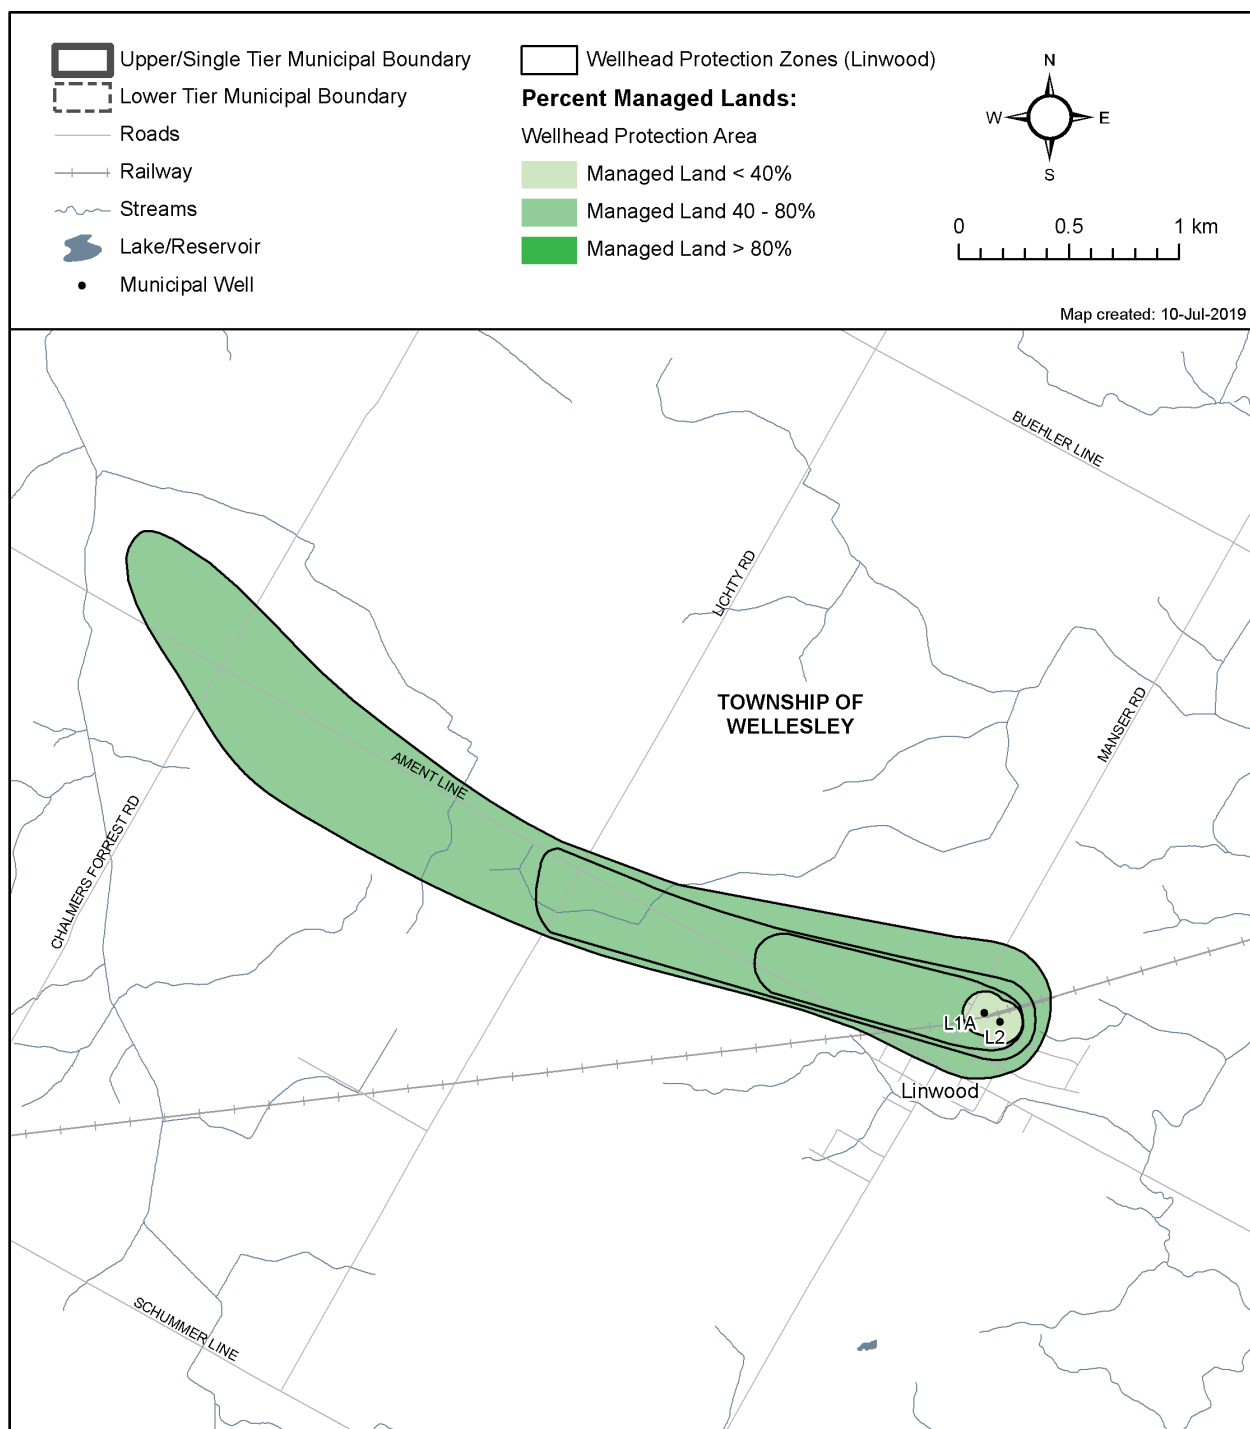 Upper/Single Tier Municipal Boundary
Lower Tier Municipal Boundary
Roads
Railway
Streams
Lake/Reservoir
Municipal Well
Wellhead Protection Zones (Linwood)
Percent Managed Lands:
Wellhead Protection Area
Managed Land < 40%
Managed Land 40 - 80%
Managed Land > 80%
N
W
E
S
0
0.5
1 km
Map created: 10-Jul-2019
BUEHLER LINE
LICHTY RD
TOWNSHIP OF
WELLESLEY
MANSER RD
AMENT LINE
CHALMERS FORREST RD
L1A
L2
Linwood
SCHUMMER LINE